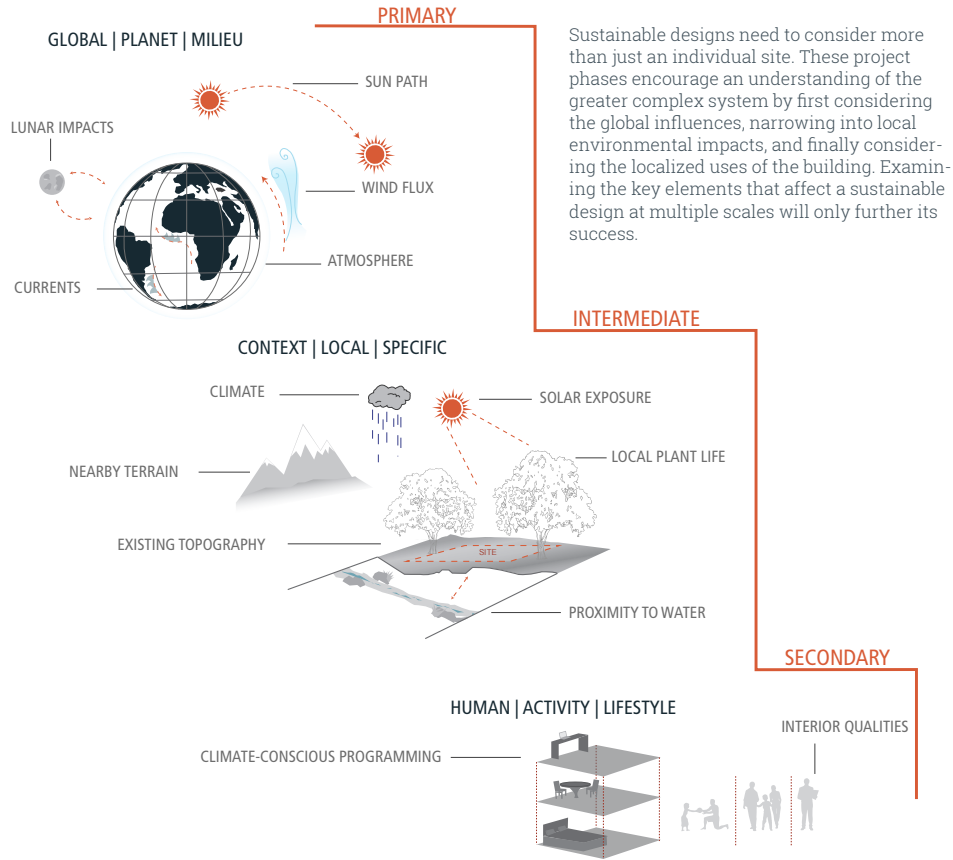 PRIMARY
GLOBAL | PLANET | MILIEU
Sustainable designs need to consider more
than just an individual site. These project
phases encourage an understanding of the
greater complex system by first considering
the global influences, narrowing into local
environmental impacts, and finally consider-
ing the localized uses of the building. Examin-
ing the key elements that affect a sustainable
design at multiple scales will only further its
success.
SUN PATH
LUNAR IMPACTS
WIND FLUX
ATMOSPHERE
CURRENTS
INTERMEDIATE
CONTEXT | LOCAL | SPECIFIC
CLIMATE
SOLAR EXPOSURE
LOCAL PLANT LIFE
NEARBY TERRAIN
EXISTING TOPOGRAPHY
SITE
PROXIMITY TO WATER
SECONDARY
HUMAN | ACTIVITY | LIFESTYLE
INTERIOR QUALITIES
CLIMATE-CONSCIOUS PROGRAMMING